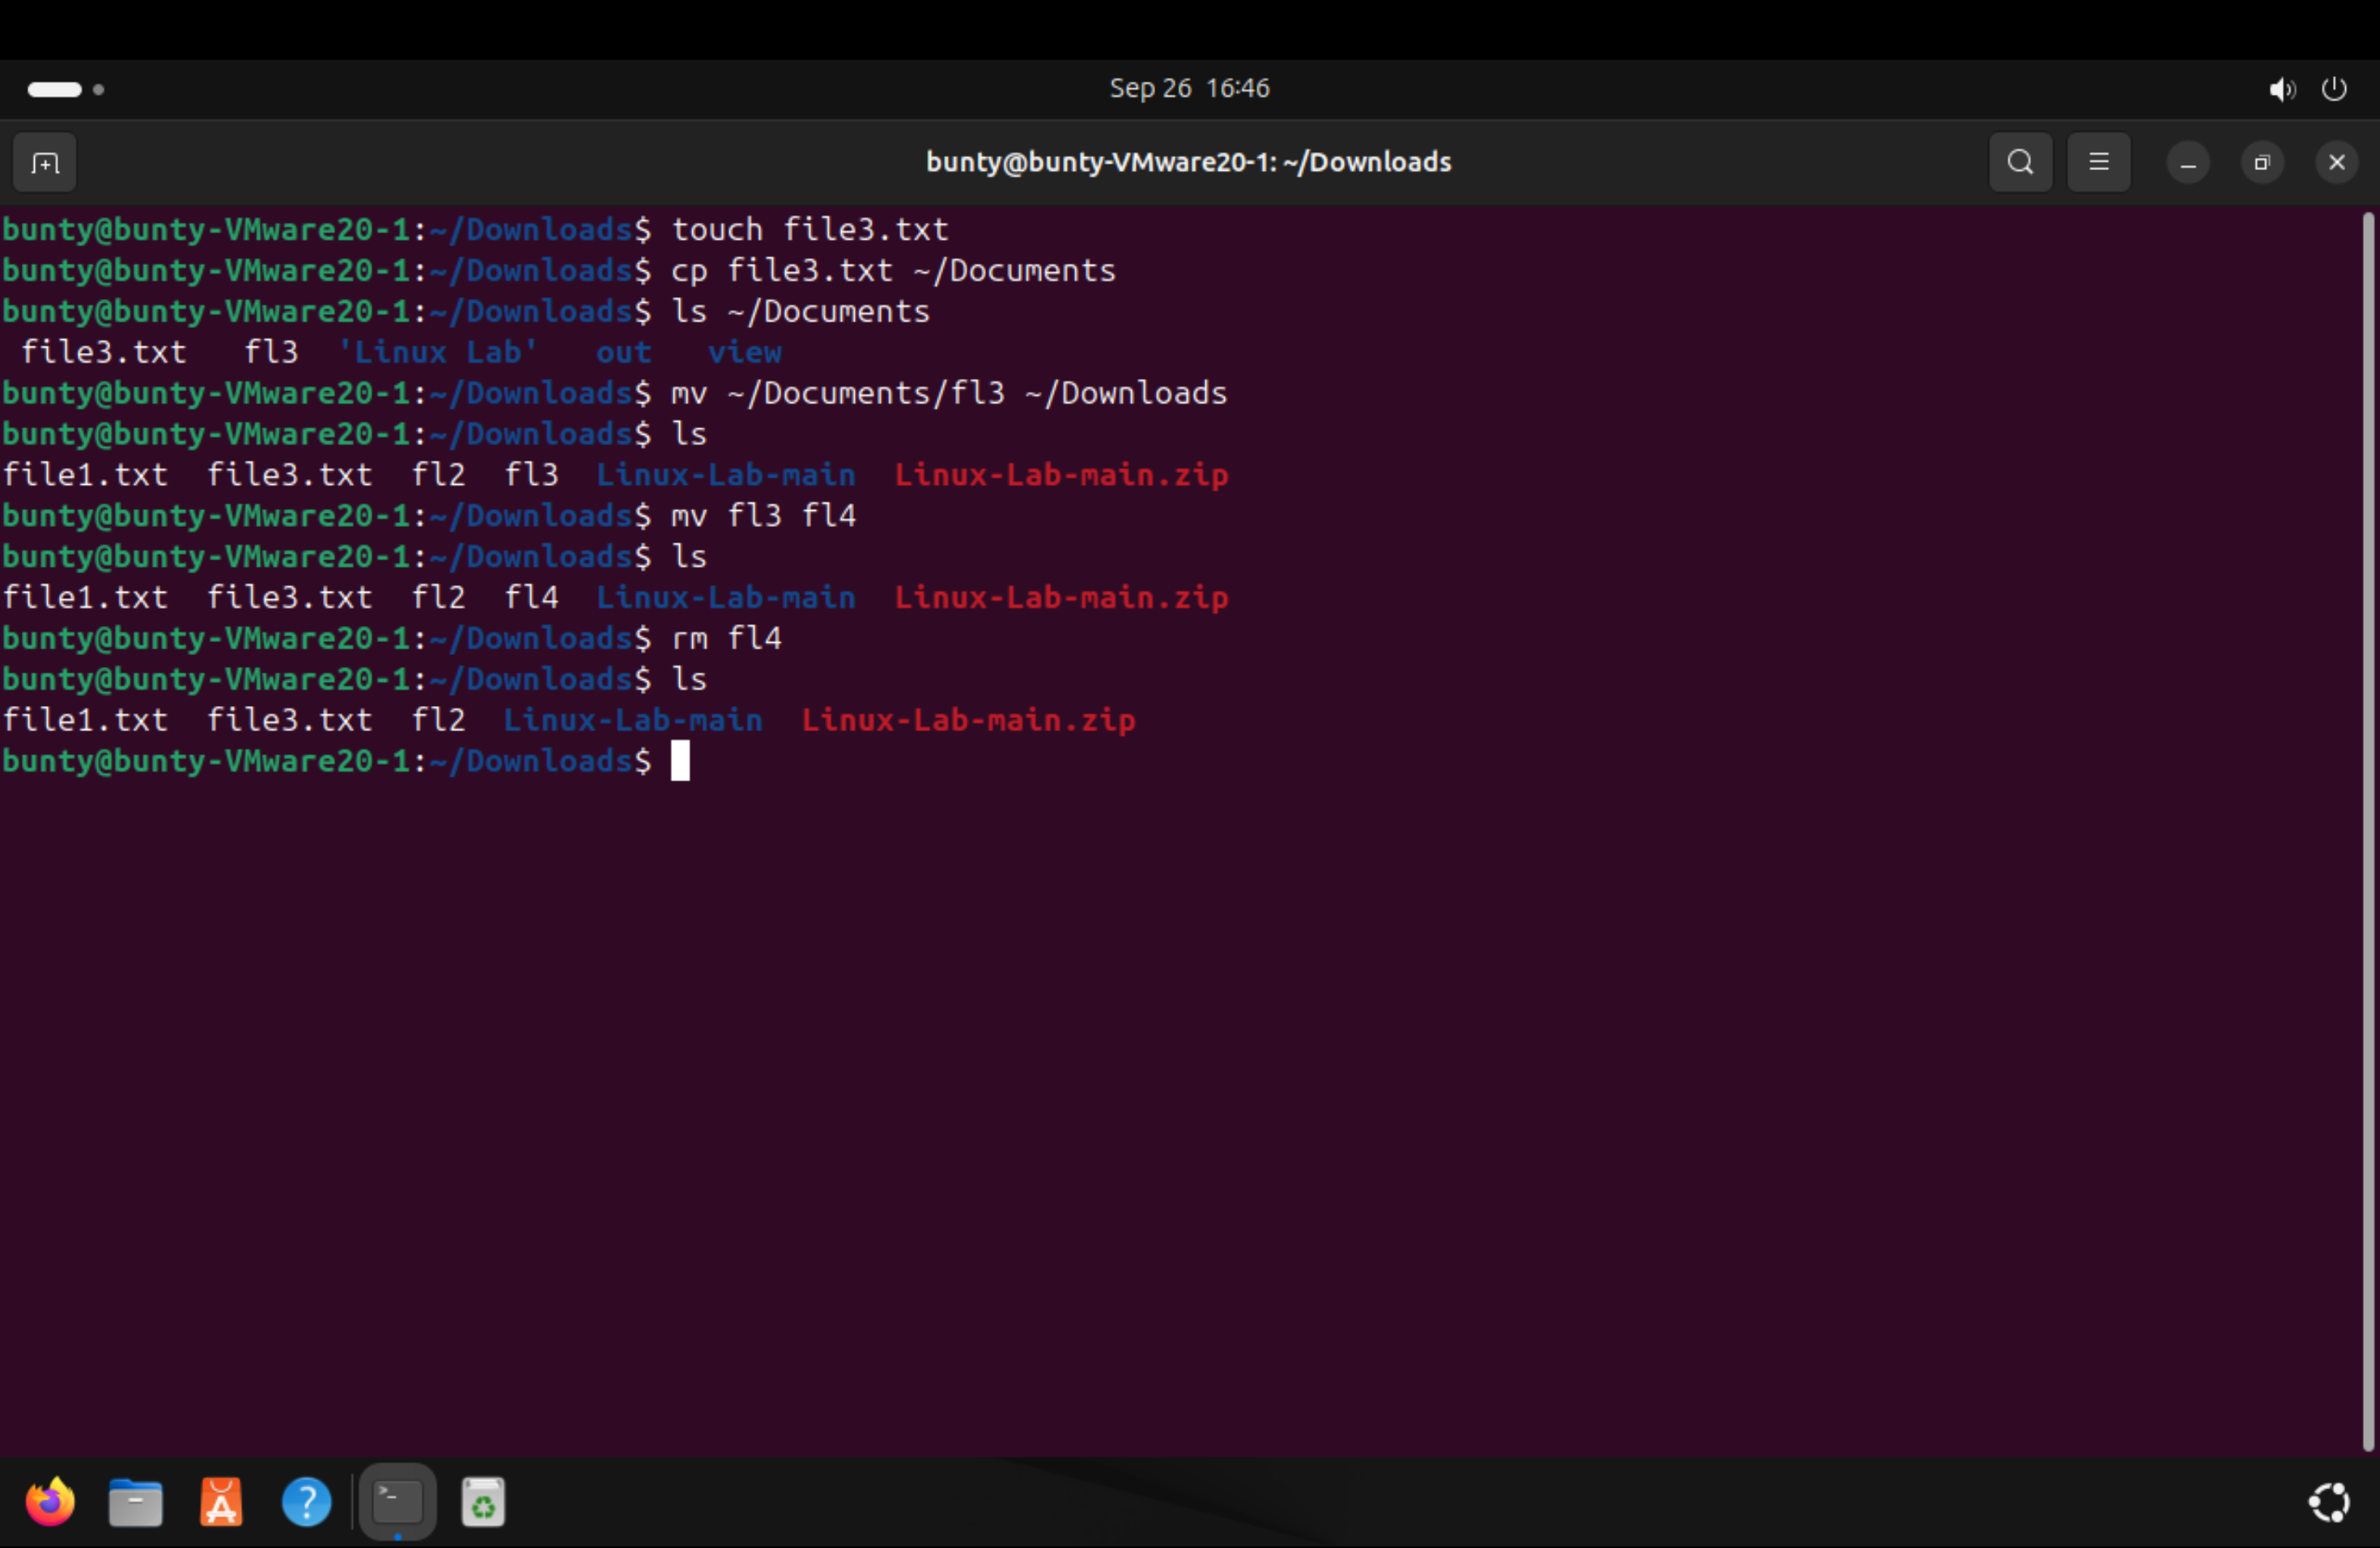 Sep 26 16:46
bunty@bunty-VMware20-1: ~/Downloads
bunty@bunty-VMware20-1:~/Downloads$ touch file3.txt
bunty@bunty-VMware20-1:~/Downloads$ cp file3.txt ~/Documents
bunty@bunty-VMware20-1:~/Downloads$ ls ~/Documents
 file3.txt   fl3  'Linux Lab'   out   view
bunty@bunty-VMware20-1:~/Downloads$ mv ~/Documents/fl3 ~/Downloads
bunty@bunty-VMware20-1:~/Downloads$ ls
file1.txt  file3.txt  fl2  fl3  Linux-Lab-main  Linux-Lab-main.zip
bunty@bunty-VMware20-1:~/Downloads$ mv fl3 fl4
bunty@bunty-VMware20-1:~/Downloads$ ls
file1.txt  file3.txt  fl2  fl4  Linux-Lab-main  Linux-Lab-main.zip
bunty@bunty-VMware20-1:~/Downloads$ rm fl4
bunty@bunty-VMware20-1:~/Downloads$ ls
file1.txt  file3.txt  fl2  Linux-Lab-main  Linux-Lab-main.zip
bunty@bunty-VMware20-1:~/Downloads$